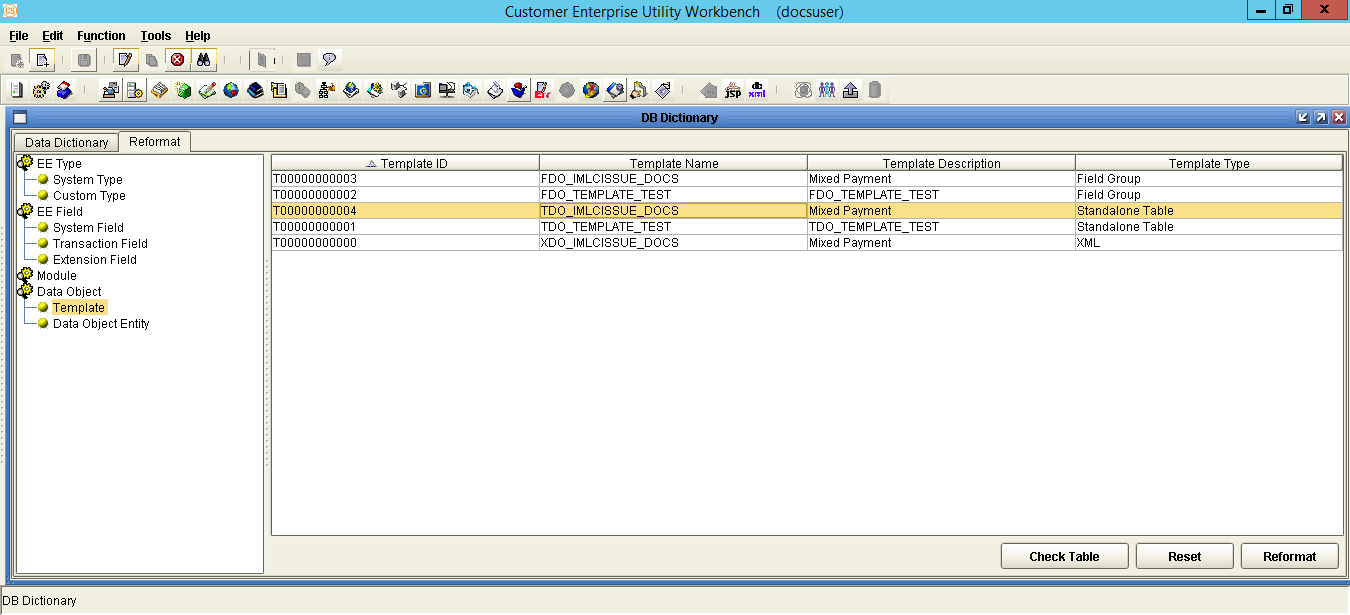 CS
Customer Enterprise Utility Workbench (docsuser)
File Edit Function Tools Help
jsp
xml
DB Dictionary
Data Dictionary Reformat
EE Type
System Type
Custom Type
EE Field
System Field
Transaction Field
Extension Field
Module
Data Object
Template
Data Object Entity
Template ID Template Name Template Description Template Type
T00000000003 FDO_IMLCISSUE_DOCS Mixed Payment Field Group
T00000000002 FDO_TEMPLATE_TEST FDO_TEMPLATE_TEST Field Group
T00000000004 TDO_IMLCISSUE_DOCS Mixed Payment Standalone Table
T00000000001 TDO_TEMPLATE_TEST TDO_TEMPLATE_TEST Standalone Table
T00000000000 XDO_IMLCISSUE_DOCS Mixed Payment XML
Check Table Reset Reformat
DB Dictionary